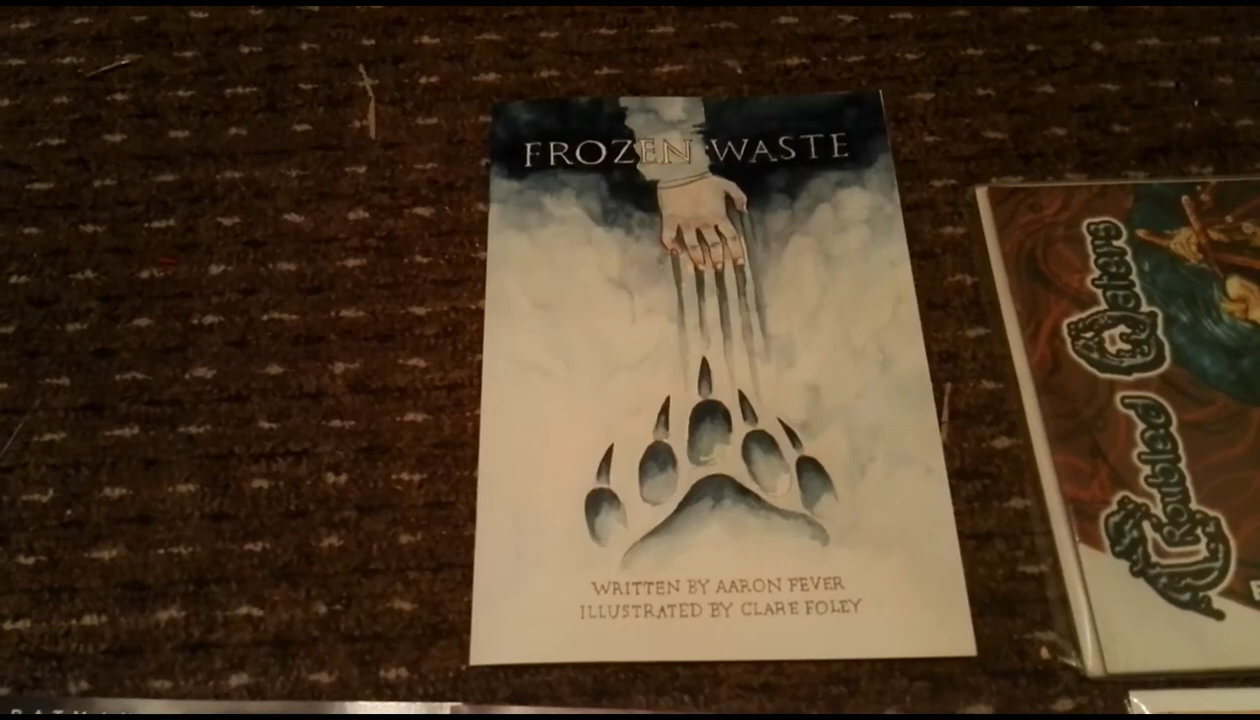 FROZEN WASTE
WRITTEN BY AARON FEVER
ILLUSTRATED BY CLARE FOLEY
Troubled Waters